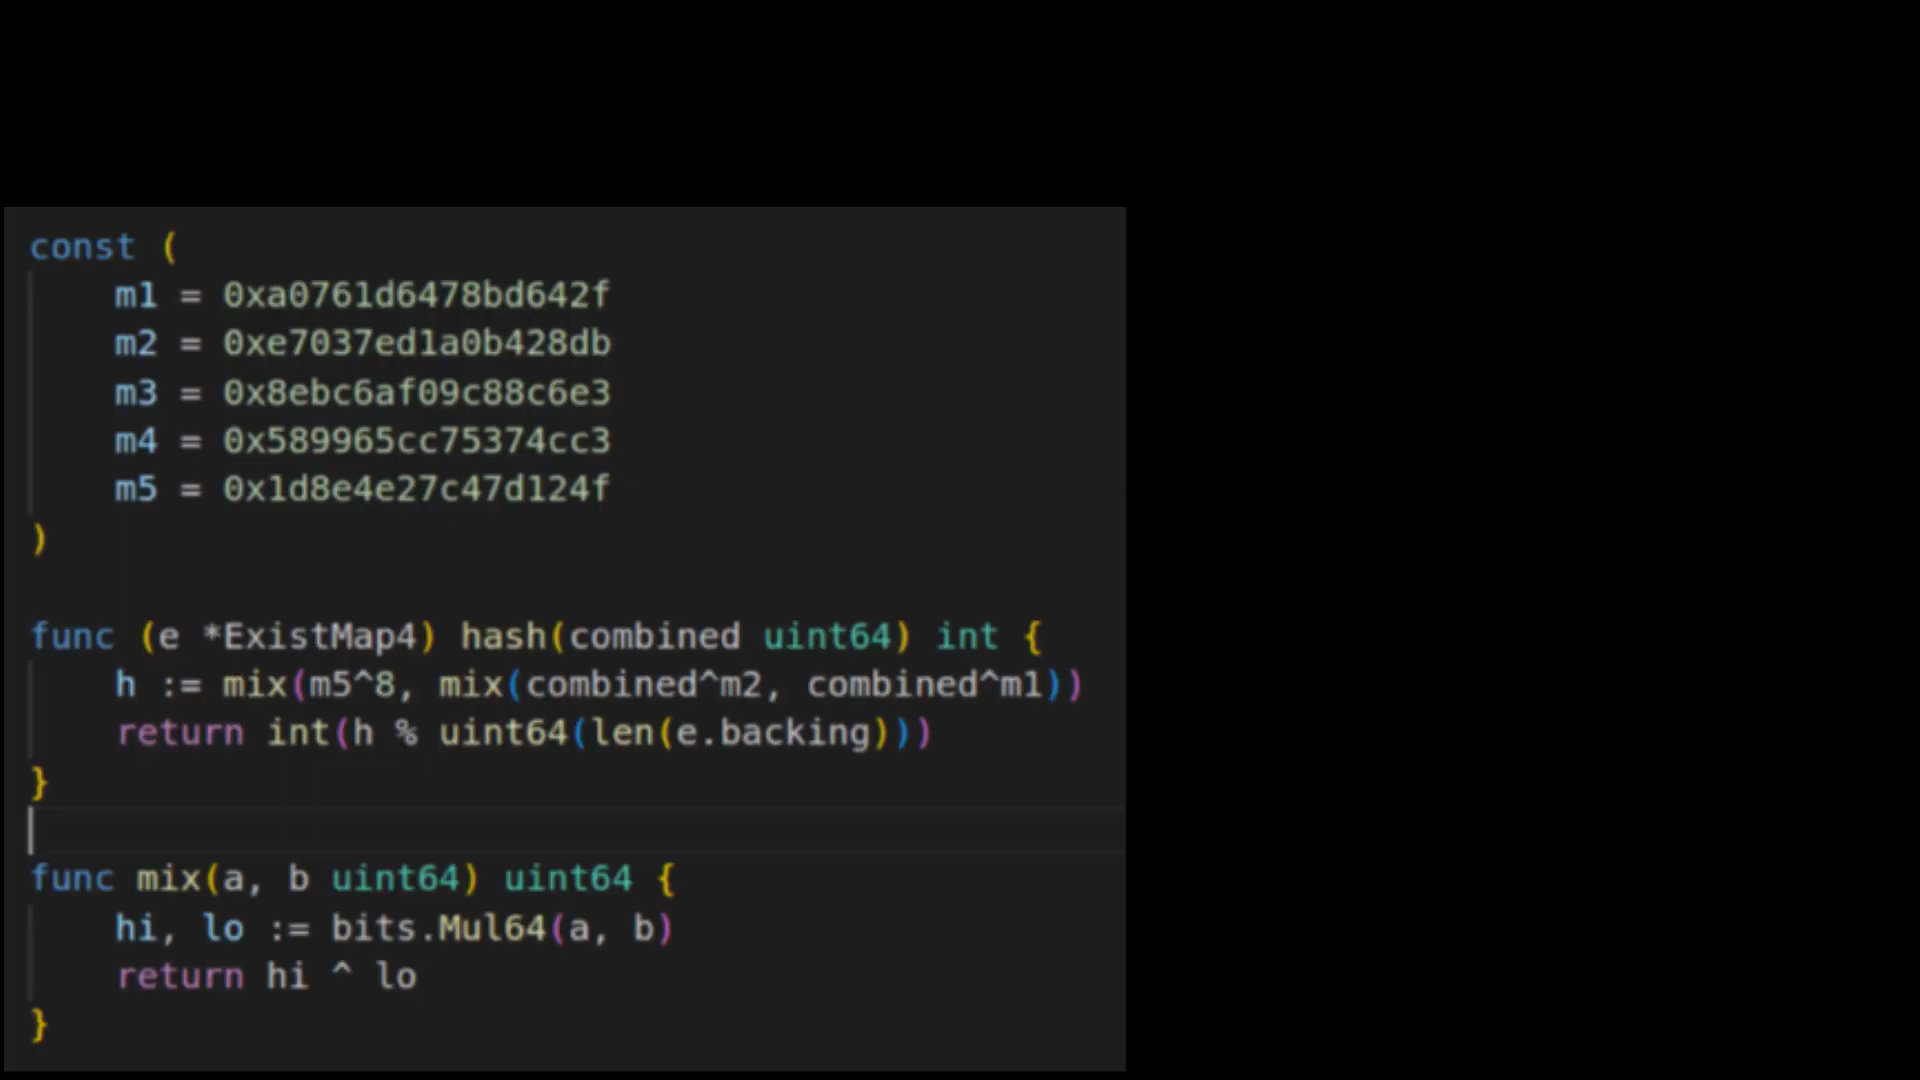 const (
    m1 = 0xa0761d6478bd642f
    m2 = 0xe7037ed1a0b428db
    m3 = 0x8ebc6af09c88c6e3
    m4 = 0x589965cc75374cc3
    m5 = 0x1d8e4e27c47d124f
)
func (e *ExistMap4) hash(combined uint64) int {
    h := mix(m5^8, mix(combined^m2, combined^m1))
    return int(h % uint64(len(e.backing)))
}
func mix(a, b uint64) uint64 {
    hi, lo := bits.Mul64(a, b)
    return hi ^ lo
}